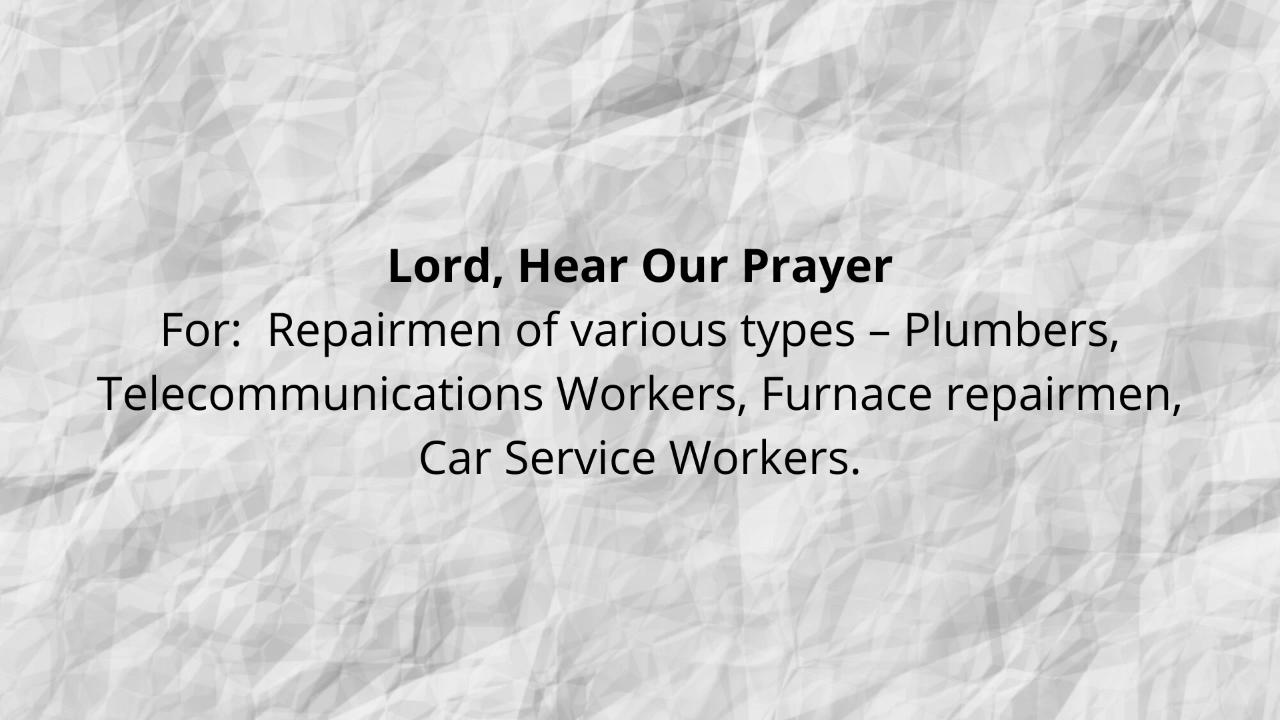 Lord, Hear Our Prayer
For:  Repairmen of various types – Plumbers,
Telecommunications Workers, Furnace repairmen,
Car Service Workers.